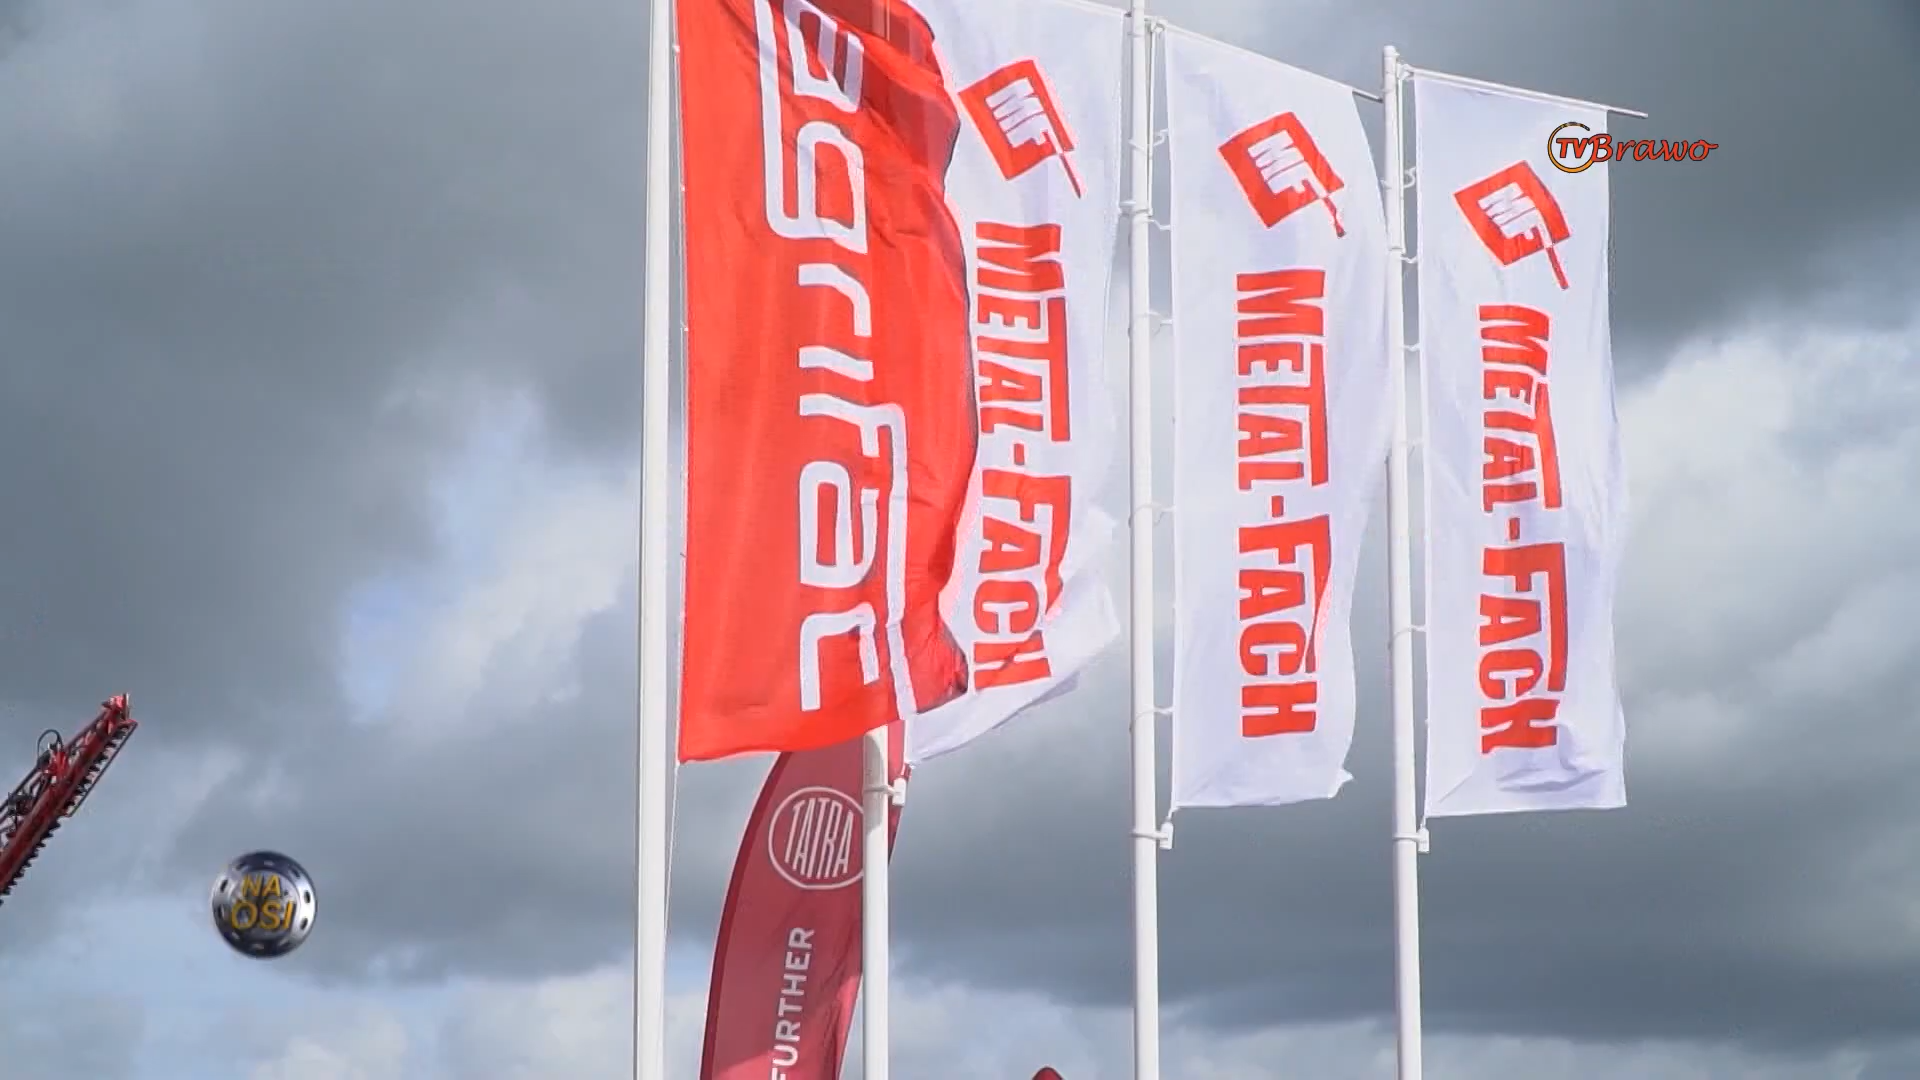 agrifac
MF
METAL-FACH
MF
METAL-FACH
MF
METAL-FACH
TVBrawo
TATRA
FURTHER
NA
OSI